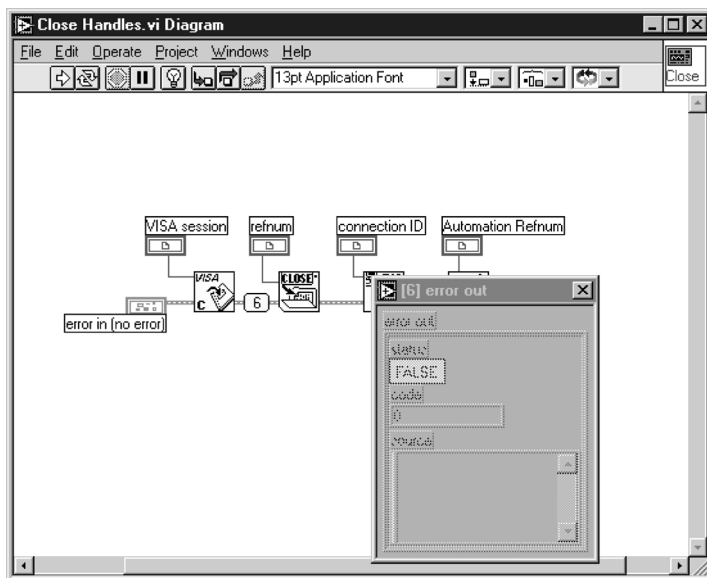 Close Handles.vi Diagram
File Edit Operate Project Windows Help
13pt Application Font
Close
VISA session
refnum
connection ID
Automation Refnum
VISA
C
CLOSE
6
error in (no error)
[6] error out
error out
status
FALSE
code
0
source